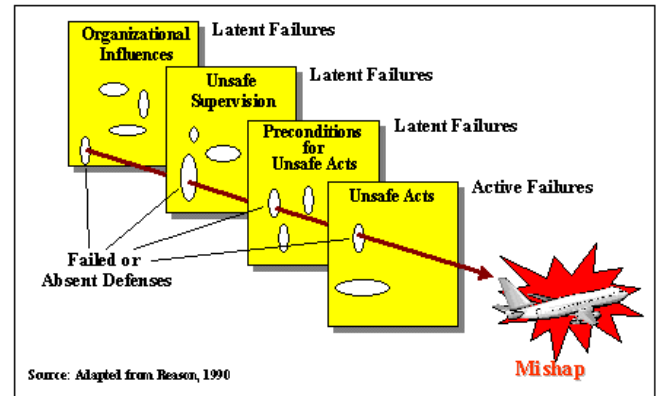 Organizational
Influences
Latent Failures
Unsafe
Supervision
Latent Failures
Preconditions
for
Unsafe Acts
Latent Failures
Unsafe Acts
Active Failures
Failed or
Absent Defenses
Mishap
Source: Adapted from Reason, 1990